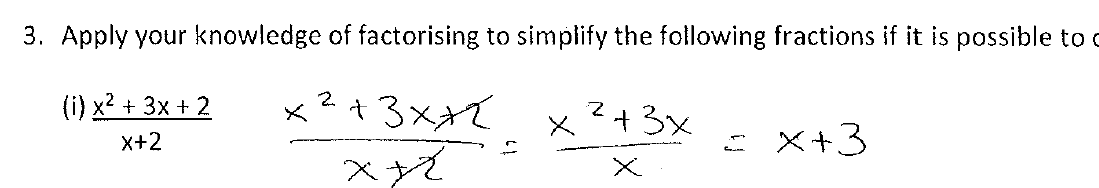 3. Apply your knowledge of factorising to simplify the following fractions if it is possible to
(i) x² + 3x + 2 / x+2
x² + 3x + 2 / x + 2 = x² + 3x / x = x + 3